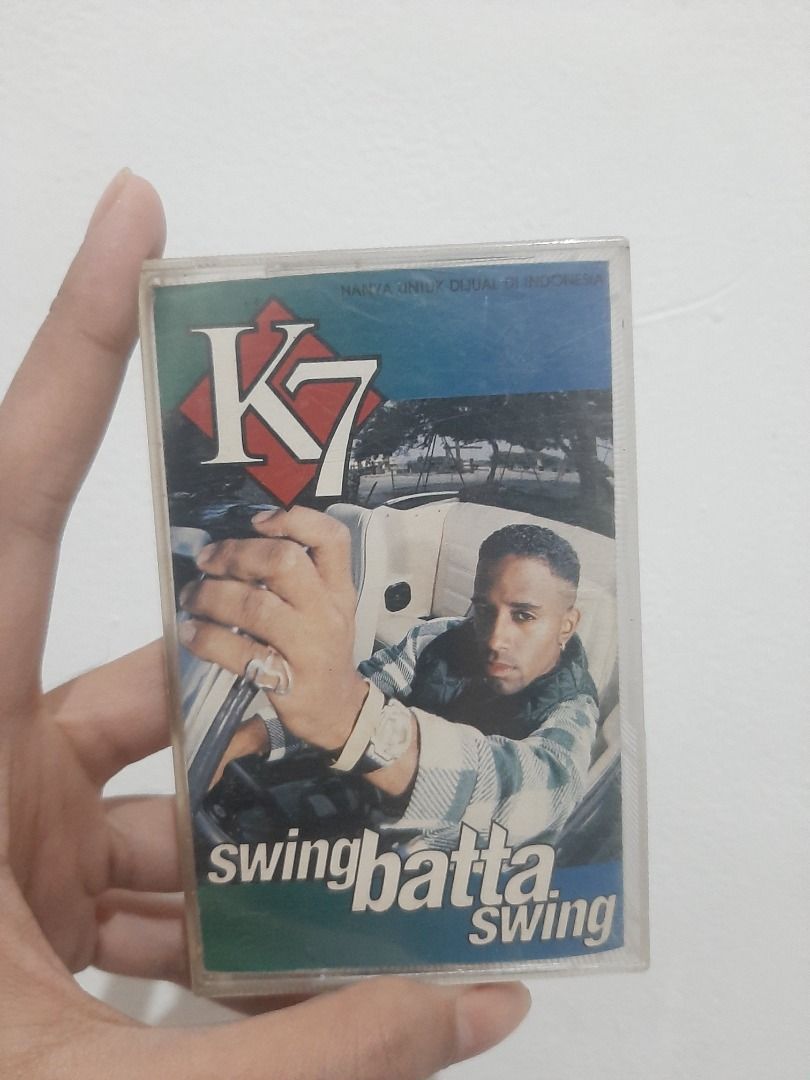 HANYA UNTUK DIJUAL DI INDONESIA
K7
swing batta
swing